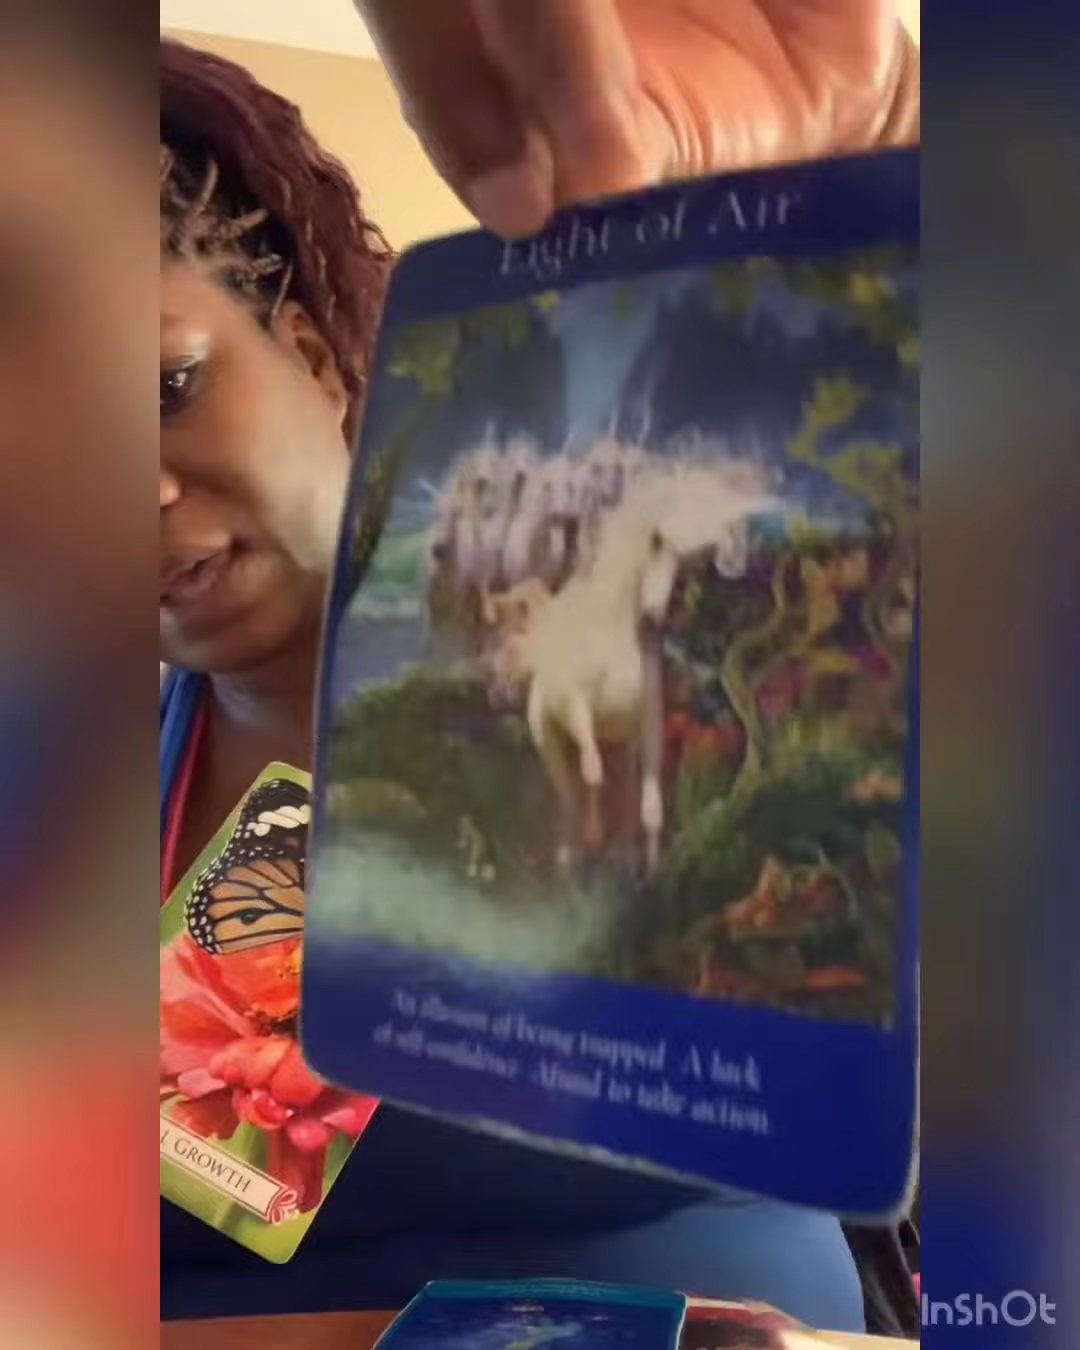 Eight of Air
An illusion of being trapped A lack
of self-confidence Afraid to take action
L GROWTH
InShOt